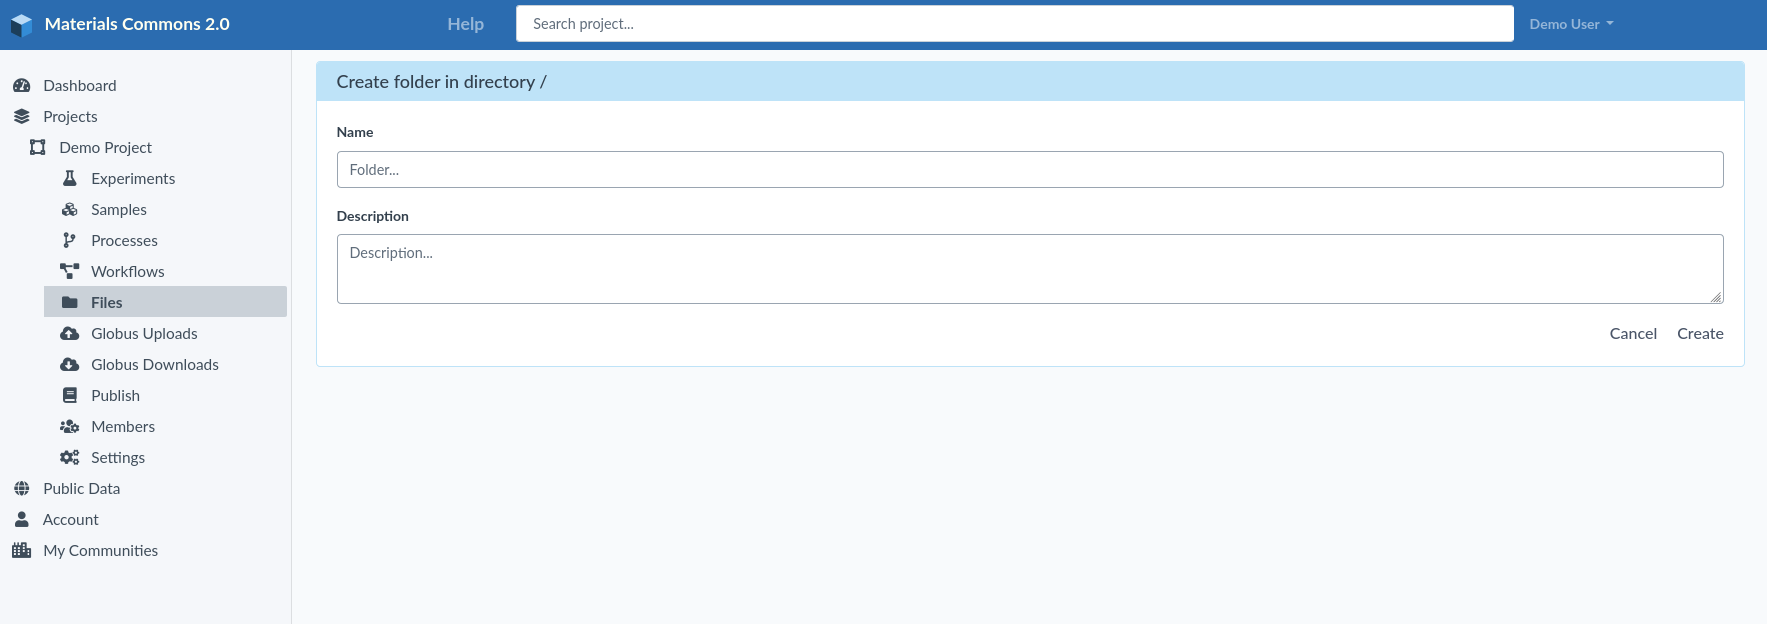 Materials Commons 2.0
Help
Search project...
Demo User
Dashboard
Projects
Demo Project
Experiments
Samples
Processes
Workflows
Files
Globus Uploads
Globus Downloads
Publish
Members
Settings
Public Data
Account
My Communities
Create folder in directory /
Name
Folder...
Description
Description...
Cancel Create